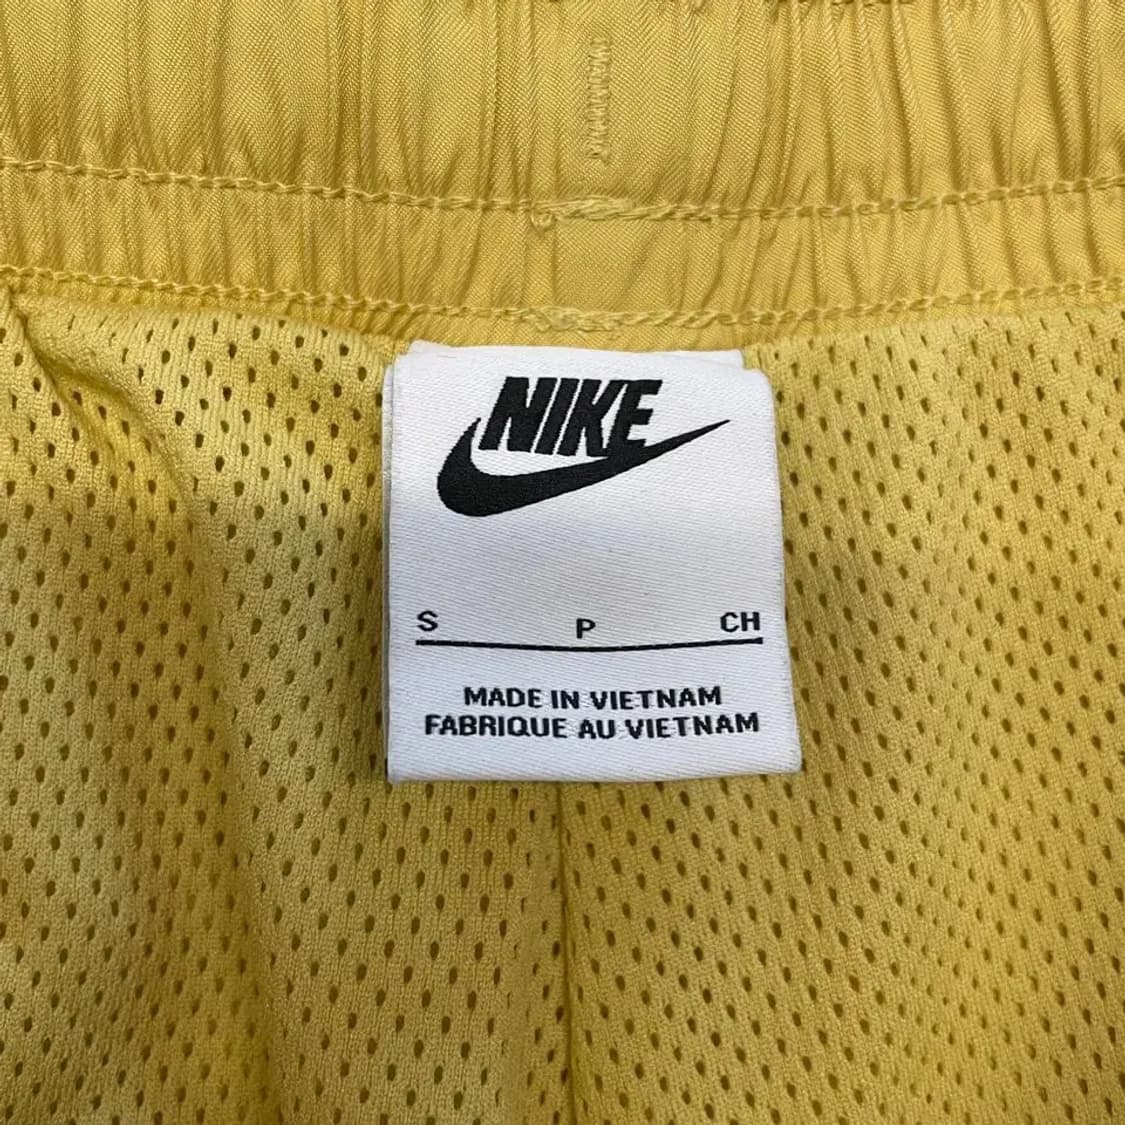 NIKE
S P CH
MADE IN VIETNAM
FABRIQUE AU VIETNAM